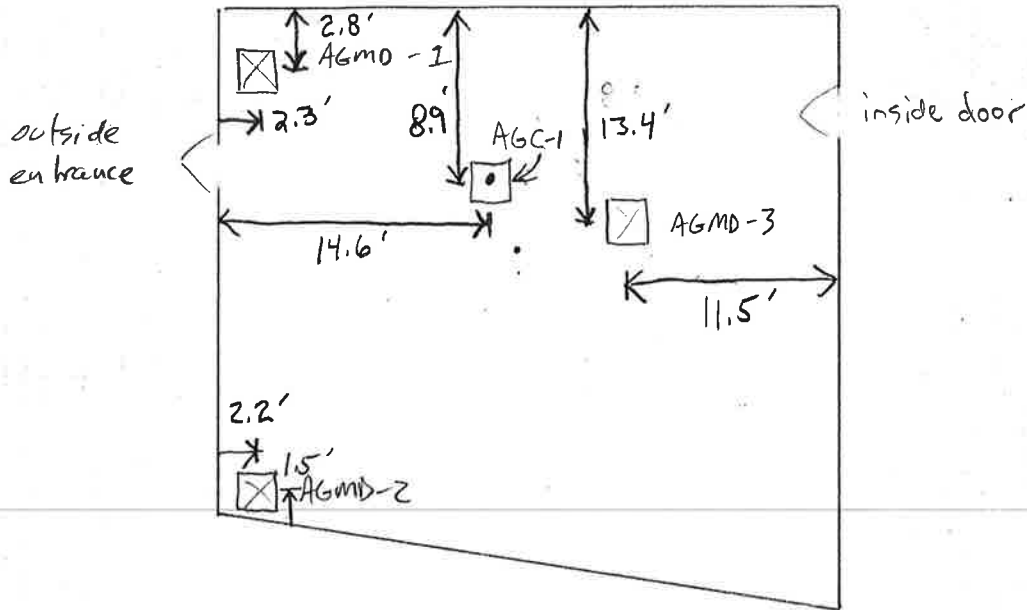 2.8'
AGMD-1
2.3'
8.9'
13.4'
outside
entrance
inside door
AGC-1
AGMD-3
14.6'
11.5'
2.2'
1.5'
AGMD-2